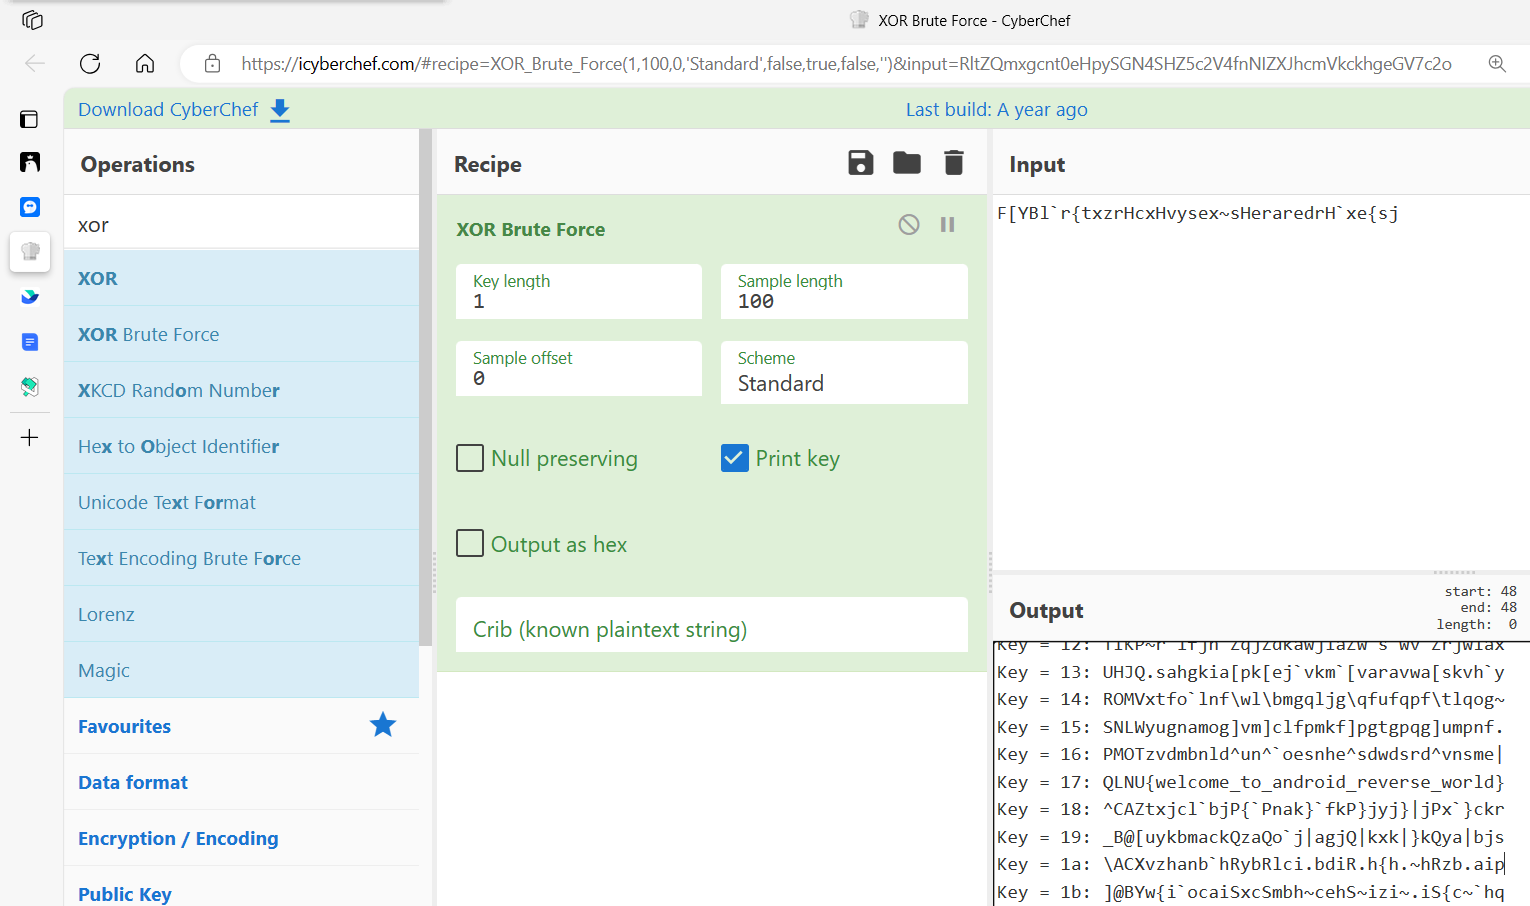 XOR Brute Force - CyberChef
https://icyberchef.com/#recipe=XOR_Brute_Force(1,100,0,'Standard',false,true,false,'')&input=RltZQmxgcnt0eHpySGN4SHZ5c2V4fnNIZXJhcmVkckhgeGV7c2o
Download CyberChef
Last build: A year ago
Operations
xor
XOR
XOR Brute Force
XKCD Random Number
Hex to Object Identifier
Unicode Text Format
Text Encoding Brute Force
Lorenz
Magic
Favourites
Data format
Encryption / Encoding
Public Key
Recipe
XOR Brute Force
Key length
1
Sample length
100
Sample offset
0
Scheme
Standard
Null preserving
Print key
Output as hex
Crib (known plaintext string)
Input
F[YBl`r{txzrHcxHvysex~sHeraredrH`xe{sj
Output
start: 48
end: 48
length: 0
Key = 13: UHJQ.sahgkia[pk[ej`vkm`[varavwa[skvh`y
Key = 14: ROMVxtfo`lnf\wl\bmgqljg\qfufqpf\tlqog~
Key = 15: SNLWyugnamog]vm]clfpmkf]pgtgpqg]umpnf.
Key = 16: PMOTzvdmbnld^un^`oesnhe^sdwdsrd^vnsme|
Key = 17: QLNU{welcome_to_android_reverse_world}
Key = 18: ^CAZtxjcl`bjP{`Pnak}`fkP}jyj}|jPx`}ckr
Key = 19: _B@[uykbmackQzaQo`j|agjQ|kxk|}kQya|bjs
Key = 1a: \ACXvzhanb`hRybRlci.bdiR.h{h.~hRzb.aip
Key = 1b: ]@BYw{i`ocaiSxcSmbh~cehS~izi~.iS{c~`hq